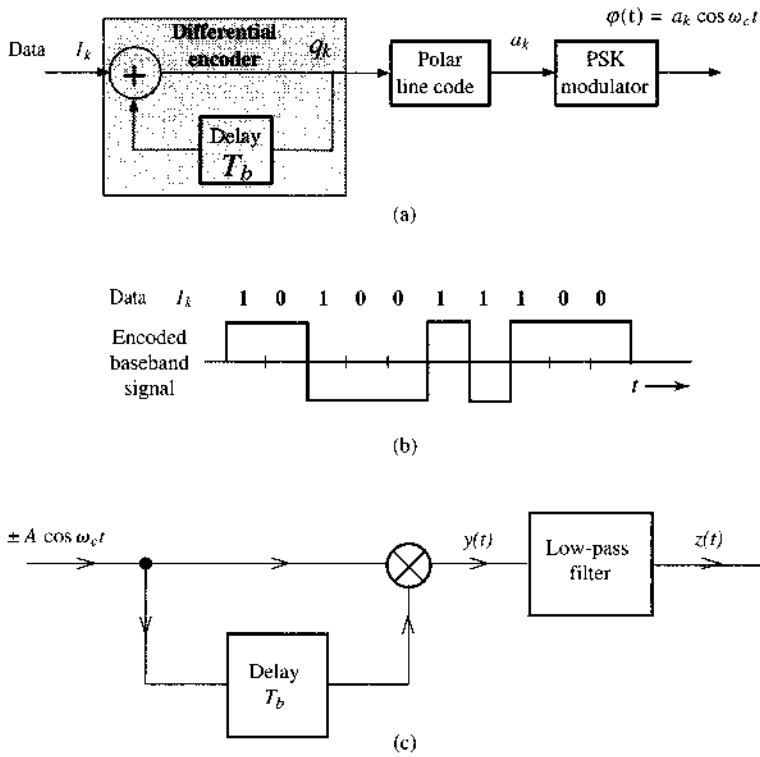 φ(t) = a_k cos ω_c t
Data I_k
Differential
encoder
q_k
+
Delay
T_b
Polar
line code
a_k
PSK
modulator
(a)
Data I_k 1 0 1 0 0 1 1 1 0 0
Encoded
baseband
signal
t
(b)
± A cos ω_c t
y(t)
Low-pass
filter
z(t)
Delay
T_b
(c)